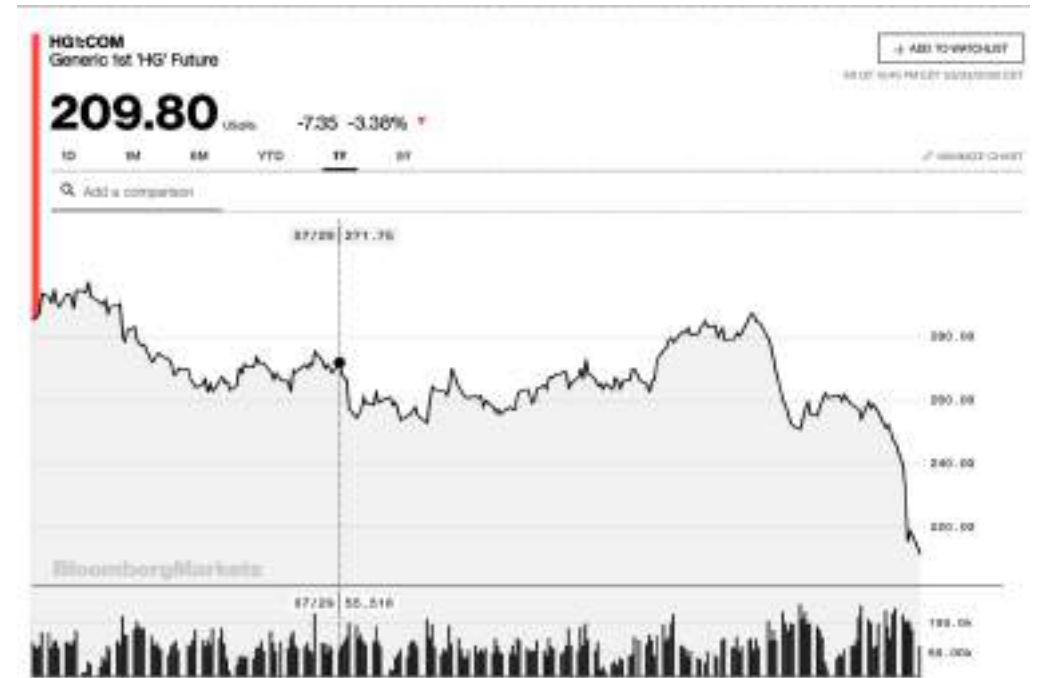 HG1:COM
Generic 1st 'HG' Future
+ ADD TO WATCHLIST
209.80 USd/lb. -7.35 -3.38% ▼
1D 1M 6M YTD 1Y 5Y
Add a comparison
07/29 271.75
280.00
260.00
240.00
220.00
BloombergMarkets
07/29 55.516
100.0k
50.00k